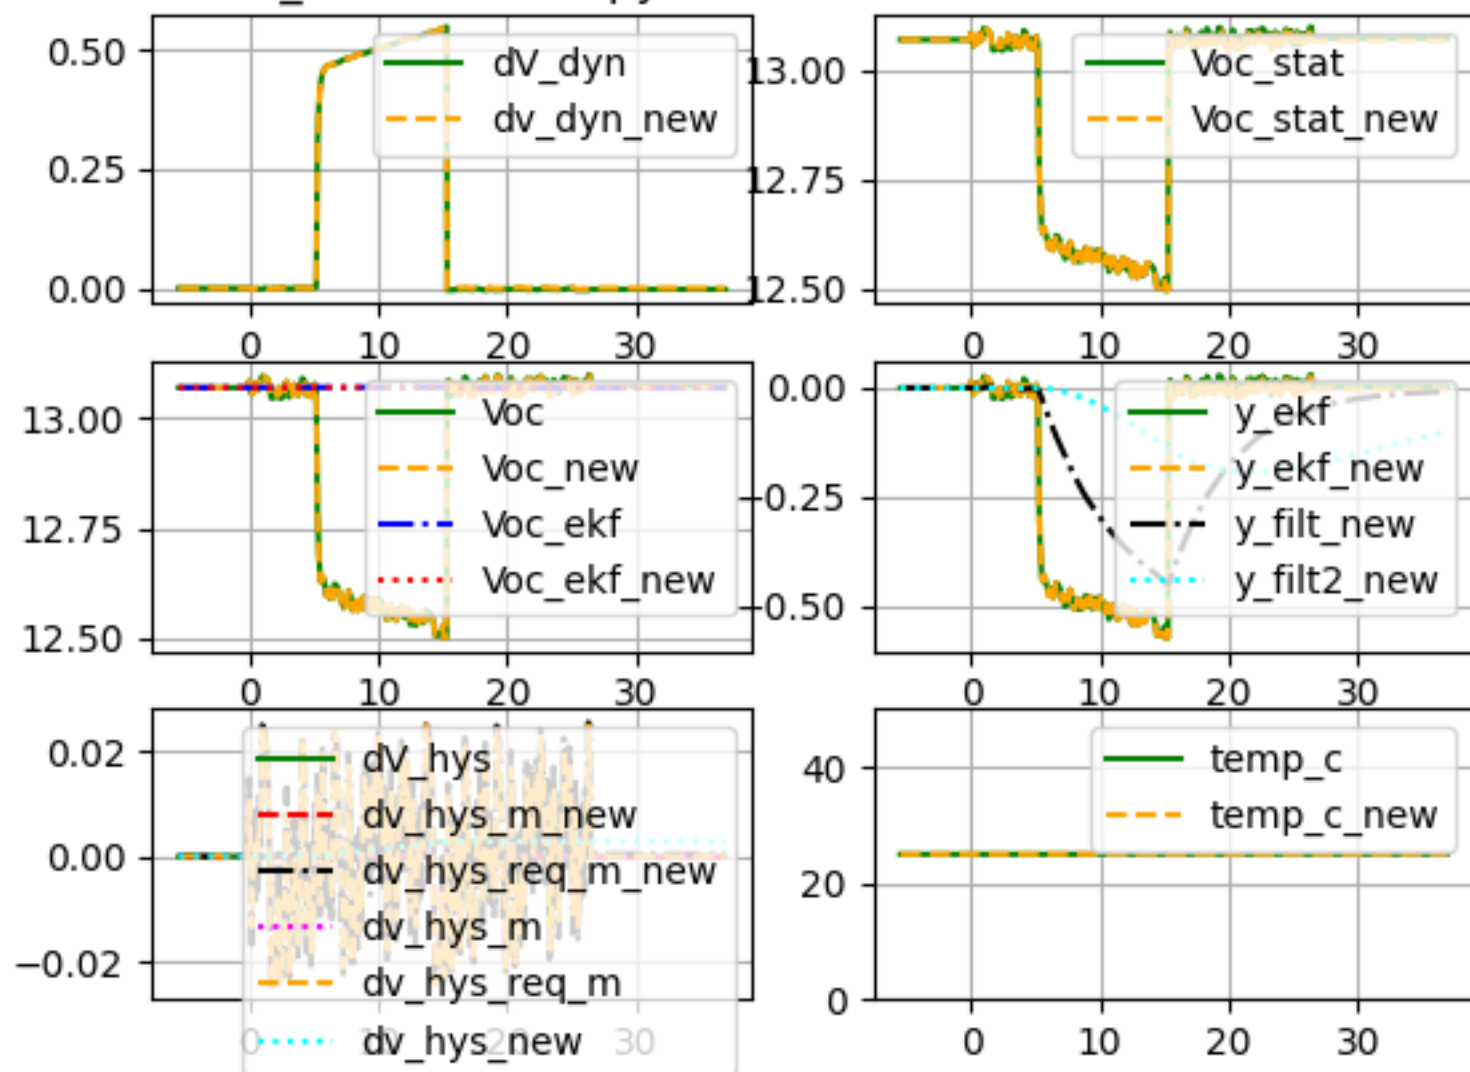 0.50
0.25
0.00
0
10
20
30
dV_dyn
dv_dyn_new
13.00
12.75
12.50
0
10
20
30
Voc_stat
Voc_stat_new
13.00
12.75
12.50
0
10
20
30
Voc
Voc_new
Voc_ekf
Voc_ekf_new
0.00
−0.25
−0.50
0
10
20
30
y_ekf
y_ekf_new
y_filt_new
y_filt2_new
0.02
0.00
−0.02
0
20
30
dV_hys
dv_hys_m_new
dv_hys_req_m_new
dv_hys_m
dv_hys_req_m
dv_hys_new
40
20
0
0
10
20
30
temp_c
temp_c_new